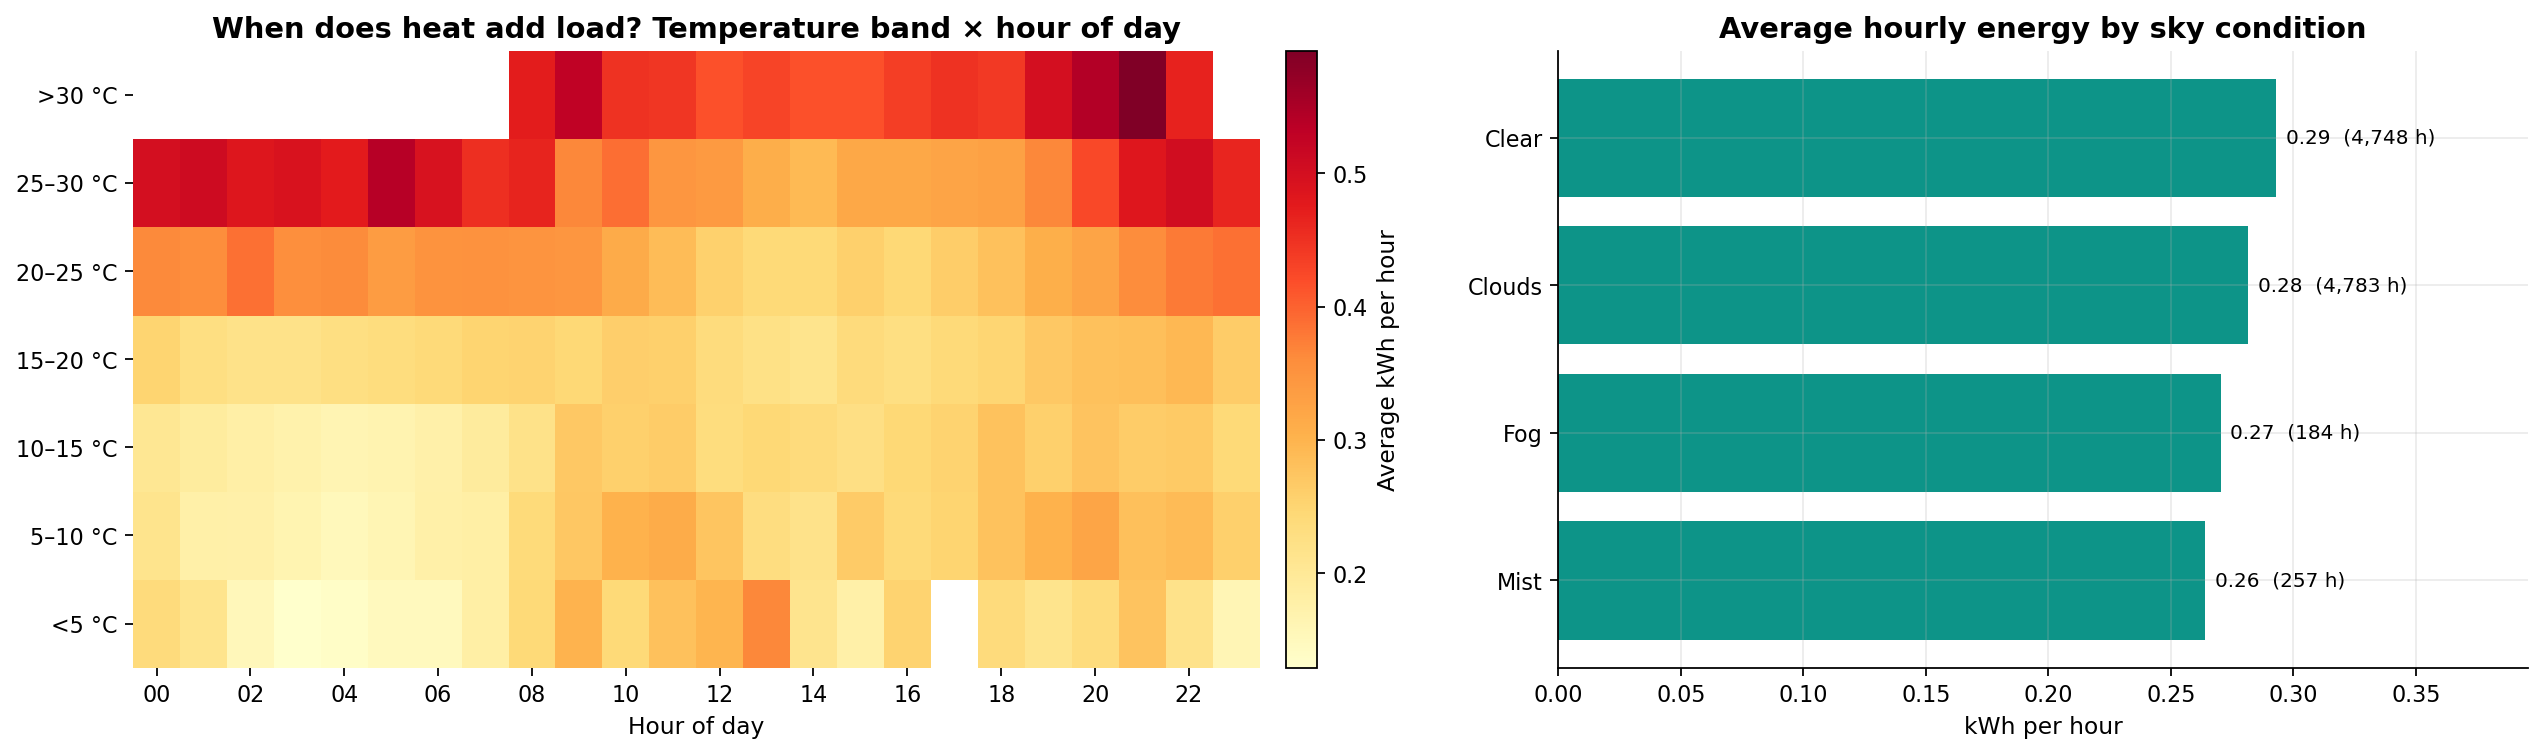 When does heat add load? Temperature band × hour of day
>30 °C
25–30 °C
20–25 °C
15–20 °C
10–15 °C
5–10 °C
<5 °C
00 02 04 06 08 10 12 14 16 18 20 22
Hour of day
0.5
0.4
0.3
0.2
Average kWh per hour
Average hourly energy by sky condition
Clear 0.29 (4,748 h)
Clouds 0.28 (4,783 h)
Fog 0.27 (184 h)
Mist 0.26 (257 h)
0.00 0.05 0.10 0.15 0.20 0.25 0.30 0.35
kWh per hour